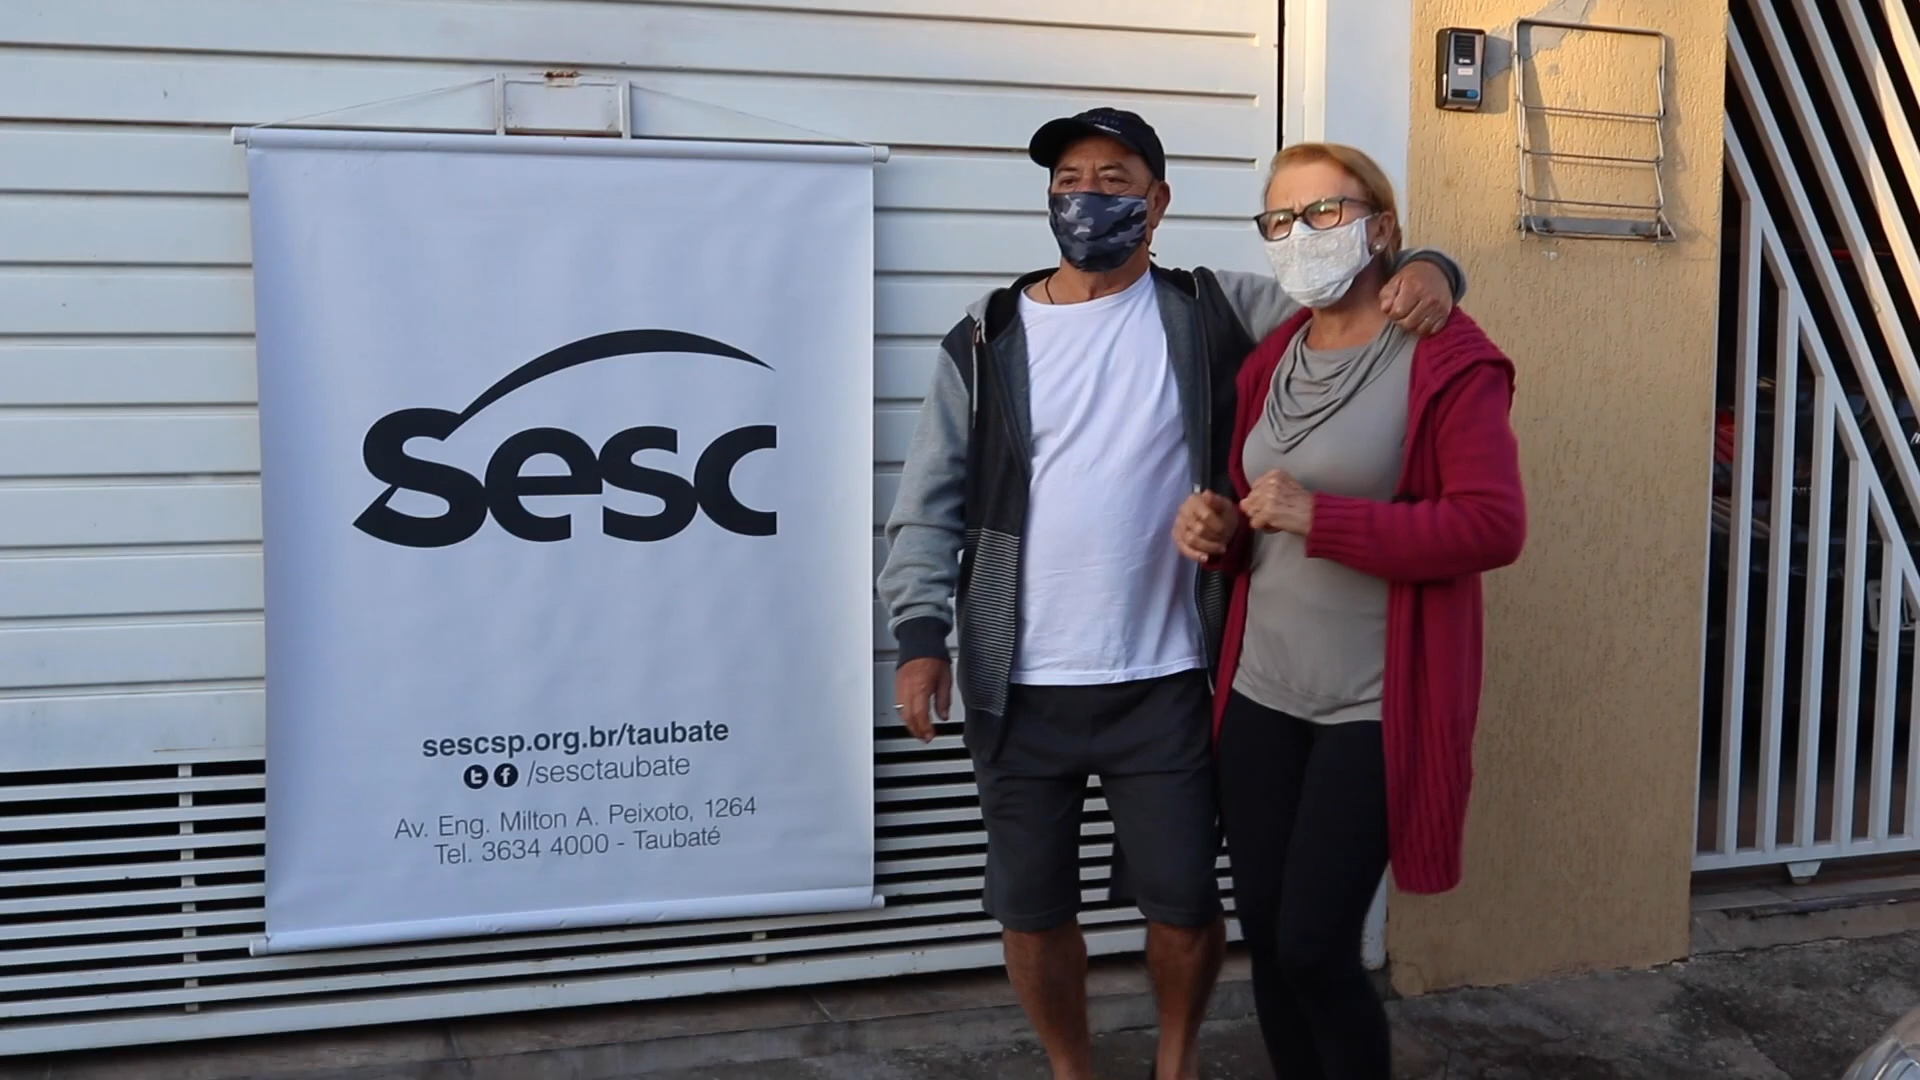 Sesc
sescsp.org.br/taubate
/sesctaubate
Av. Eng. Milton A. Peixoto, 1264
Tel. 3634 4000 - Taubaté